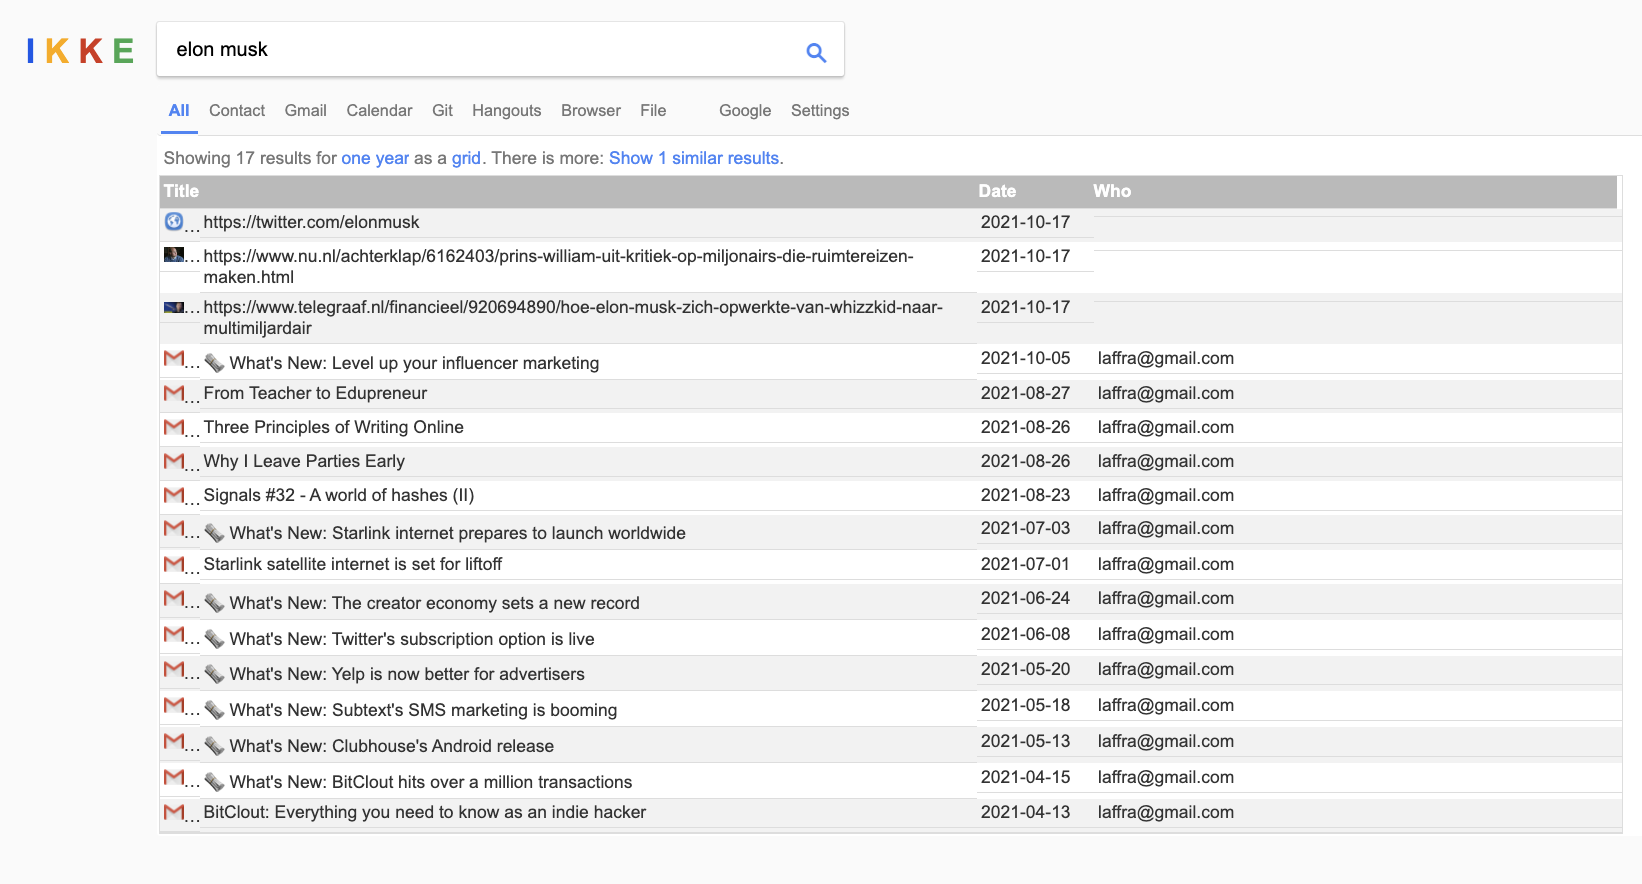 IKKE
elon musk
All Contact Gmail Calendar Git Hangouts Browser File Google Settings
Showing 17 results for one year as a grid. There is more: Show 1 similar results.
Title Date Who
... https://twitter.com/elonmusk 2021-10-17
... https://www.nu.nl/achterklap/6162403/prins-william-uit-kritiek-op-miljonairs-die-ruimtereizen- 2021-10-17
maken.html
... https://www.telegraaf.nl/financieel/920694890/hoe-elon-musk-zich-opwerkte-van-whizzkid-naar- 2021-10-17
multimiljardair
... 🗞️ What's New: Level up your influencer marketing 2021-10-05 laffra@gmail.com
... From Teacher to Edupreneur 2021-08-27 laffra@gmail.com
... Three Principles of Writing Online 2021-08-26 laffra@gmail.com
... Why I Leave Parties Early 2021-08-26 laffra@gmail.com
... Signals #32 - A world of hashes (II) 2021-08-23 laffra@gmail.com
... 🗞️ What's New: Starlink internet prepares to launch worldwide 2021-07-03 laffra@gmail.com
... Starlink satellite internet is set for liftoff 2021-07-01 laffra@gmail.com
... 🗞️ What's New: The creator economy sets a new record 2021-06-24 laffra@gmail.com
... 🗞️ What's New: Twitter's subscription option is live 2021-06-08 laffra@gmail.com
... 🗞️ What's New: Yelp is now better for advertisers 2021-05-20 laffra@gmail.com
... 🗞️ What's New: Subtext's SMS marketing is booming 2021-05-18 laffra@gmail.com
... 🗞️ What's New: Clubhouse's Android release 2021-05-13 laffra@gmail.com
... 🗞️ What's New: BitClout hits over a million transactions 2021-04-15 laffra@gmail.com
... BitClout: Everything you need to know as an indie hacker 2021-04-13 laffra@gmail.com